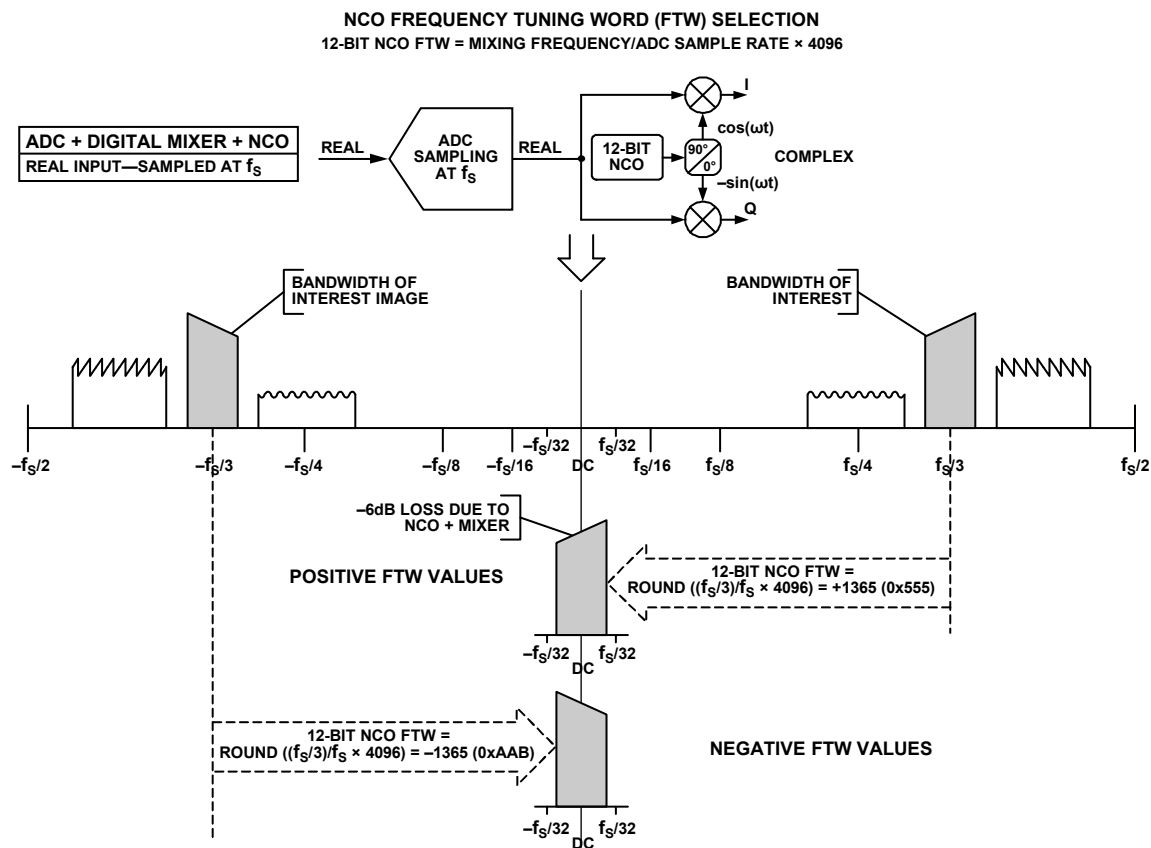 NCO FREQUENCY TUNING WORD (FTW) SELECTION
12-BIT NCO FTW = MIXING FREQUENCY/ADC SAMPLE RATE × 4096
I
ADC + DIGITAL MIXER + NCO
REAL INPUT—SAMPLED AT fS
REAL
ADC
SAMPLING
AT fS
REAL
12-BIT
NCO
90°
0°
cos(ωt)
COMPLEX
–sin(ωt)
Q
BANDWIDTH OF
INTEREST IMAGE
BANDWIDTH OF
INTEREST
–fS/2
–fS/3
–fS/4
–fS/8
–fS/16
–fS/32
DC
fS/32
fS/16
fS/8
fS/4
fS/3
fS/2
–6dB LOSS DUE TO
NCO + MIXER
POSITIVE FTW VALUES
12-BIT NCO FTW =
ROUND ((fS/3)/fS × 4096) = +1365 (0x555)
–fS/32
DC
fS/32
12-BIT NCO FTW =
ROUND ((fS/3)/fS × 4096) = –1365 (0xAAB)
NEGATIVE FTW VALUES
–fS/32
DC
fS/32